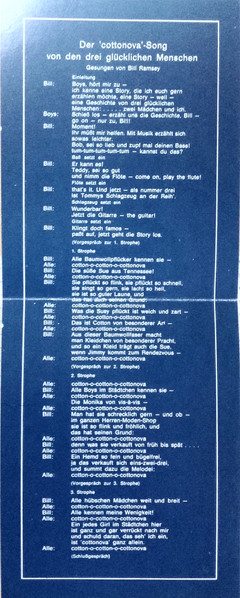 Der 'cottonova'-Song
von den drei glücklichen Menschen
Gesungen von Bill Ramsey
Einleitung
Bill: Boys, hört mir zu –
ich kenne eine Story, die ich euch gern
erzählen möchte, eine Story – weil –
eine Geschichte von drei glücklichen
Menschen: . . . . . zwei Mädchen und ich.
Boys: Schieß los – erzähl uns die Geschichte, Bill –
go on – nur zu, Bill!
Bill: Moment!
Ihr müßt mir helfen. Mit Musik erzählt sich
sowas leichter.
Bob, sei so lieb und zupf mal deinen Bass!
tum-tum-tum-tum-tum – kannst du das?
Baß setzt ein
Bill: Er kann es!
Teddy, sei so gut
und nimm die Flöte – come on, play the flute!
Flöte setzt ein
Bill: that's it. Und jetzt – als nummer drei
ist Tommys Schlagzeug an der Reih'.
Schlagzeug setzt ein
Bill: Wunderbar!
Jetzt die Gitarre – the guitar!
Gitarre setzt ein
Bill: Klingt doch famos –
paßt auf, jetzt geht die Story los.
(Vorgespräch zur 1. Strophe)
1. Strophe
Bill: Alle Baumwollpflücker kennen sie –
Alle: cotton-o-cotton-o-cottonova
Bill: Die süße Sue aus Tennessee!
Alle: cotton-o-cotton-o-cottonova
Bill: Sie pflückt so flink, sie pflückt so schnell,
sie singt so gern, sie lacht so hell,
sie ist so guter Laune, und
das hat auch seinen Grund:
Alle: cotton-o-cotton-o-cottonova
Bill: Was die Susy pflückt ist weich und zart –
Alle: cotton-o-cotton-o-cottonova
Bill: Das ist Cotton von besonderer Art –
Alle: cotton-o-cotton-o-cottonova
Bill: Aus dieser Baumwollfaser macht
man Kleidchen von besonderer Pracht,
und so ein Kleid trägt auch die Sue,
wenn Jimmy kommt zum Rendezvous –
Alle: cotton-o-cotton-o-cottonova
(Vorgespräch zur 2. Strophe)
2. Strophe
Alle: cotton-o-cotton-o-cottonova
Bill: Alle Boys im Städtchen kennen sie –
Alle: cotton-o-cotton-o-cottonova
Bill: Die Monika von vis-à-vis –
Alle: cotton-o-cotton-o-cottonova
Bill: Man hat sie schrecklich gern – und ob –
im ganzen Herren-Moden-Shop
sie ist so flink und fröhlich, und
das hat seinen Grund:
Alle: cotton-o-cotton-o-cottonova
Bill: denn was sie verkauft von früh bis spät . . . .
Alle: cotton-o-cotton-o-cottonova
Bill: Ein Hemd so fein und bügelfrei,
ja das verkauft sich eins-zwei-drei,
und summt dazu die Melodei:
Alle: cotton-o-cotton-o-cottonova
(Vorgespräch zur 3. Strophe)
3. Strophe
Bill: Alle hübschen Mädchen weit und breit –
Alle: cotton-o-cotton-o-cottonova
Bill: Alle kennen meine Wenigkeit!
Alle: cotton-o-cotton-o-cottonova
Bill: Ein jedes Girl im Städtchen hier
ist ganz und gar verrückt nach mir
und schuld daran, das seh' ich ein,
ist 'cottonova' ganz allein.
Alle: cotton-o-cotton-o-cottonova
(Schlußgespräch)